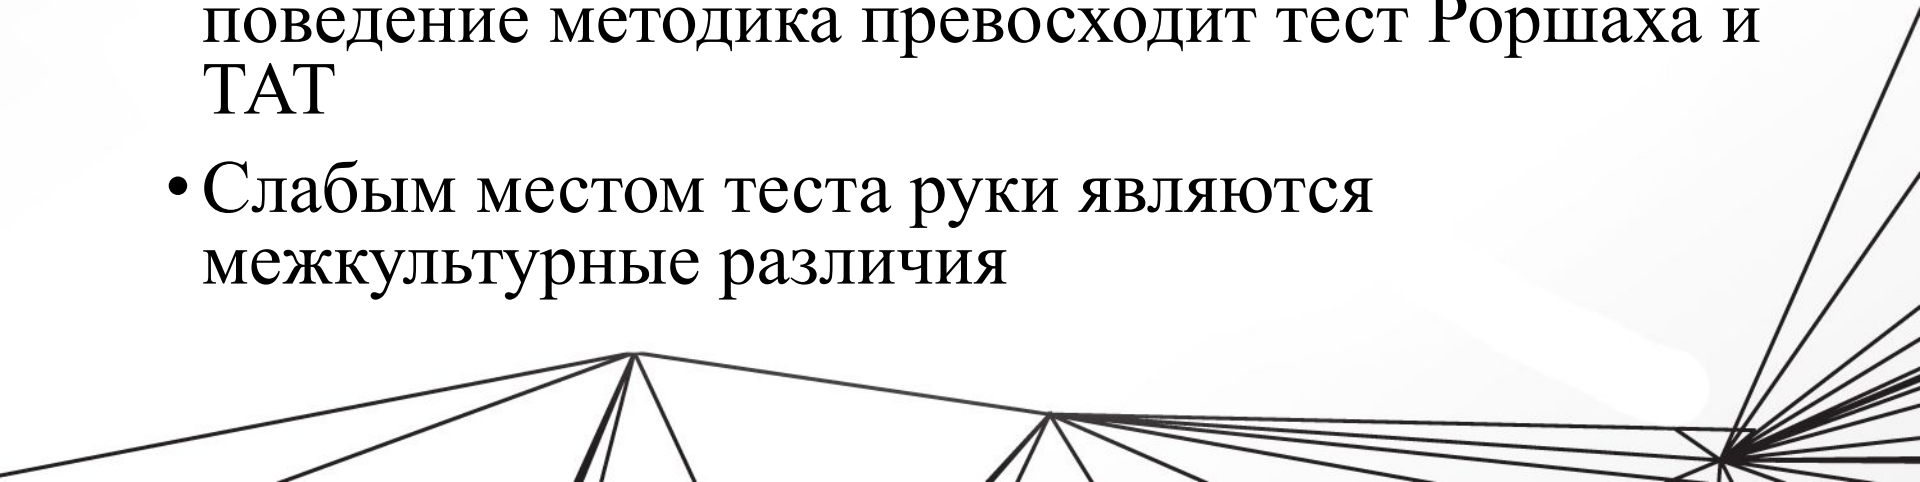 поведение методика превосходит тест Роршаха и
ТАТ
• Слабым местом теста руки являются
межкультурные различия